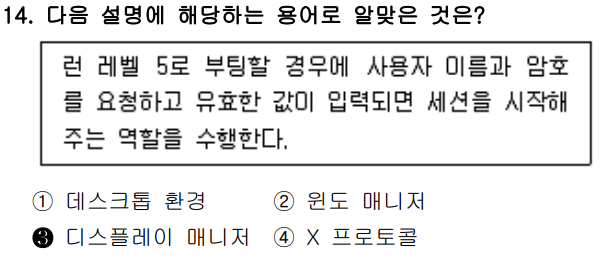 14. 다음 설명에 해당하는 용어로 알맞은 것은?
런 레벨 5로 부팅할 경우에 사용자 이름과 암호
를 요청하고 유효한 값이 입력되면 세션을 시작해
주는 역할을 수행한다.
① 데스크톱 환경 ② 윈도 매니저
❸ 디스플레이 매니저 ④ X 프로토콜